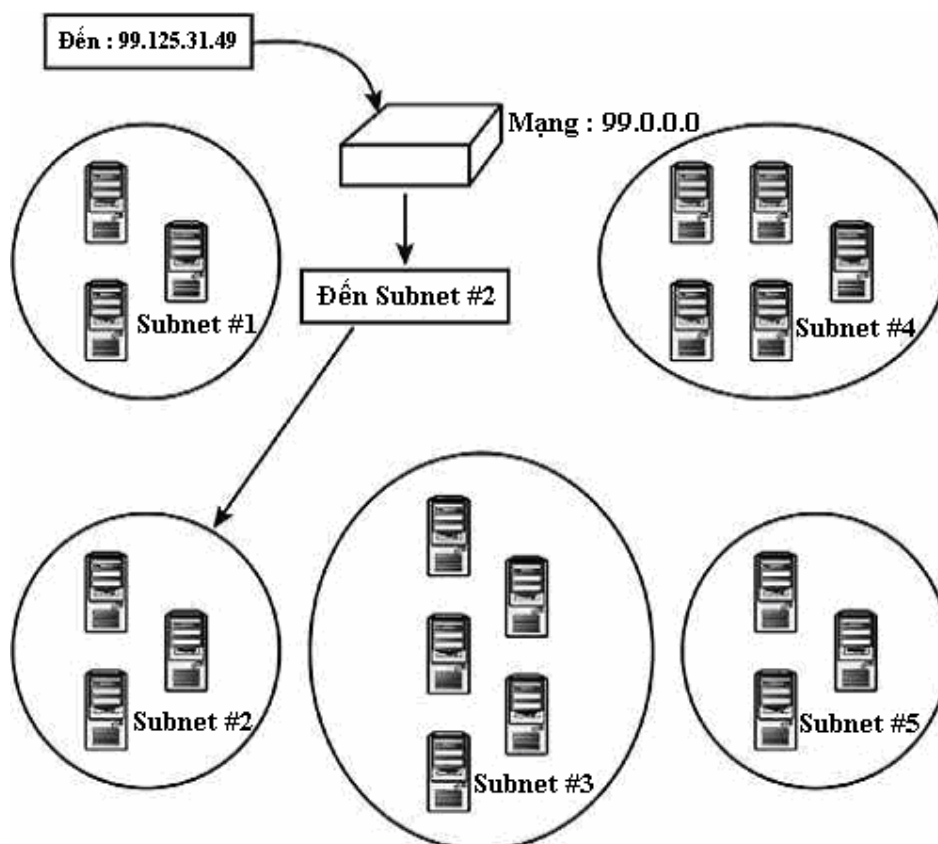 Đến : 99.125.31.49
Mạng : 99.0.0.0
Đến Subnet #2
Subnet #1
Subnet #4
Subnet #2
Subnet #3
Subnet #5